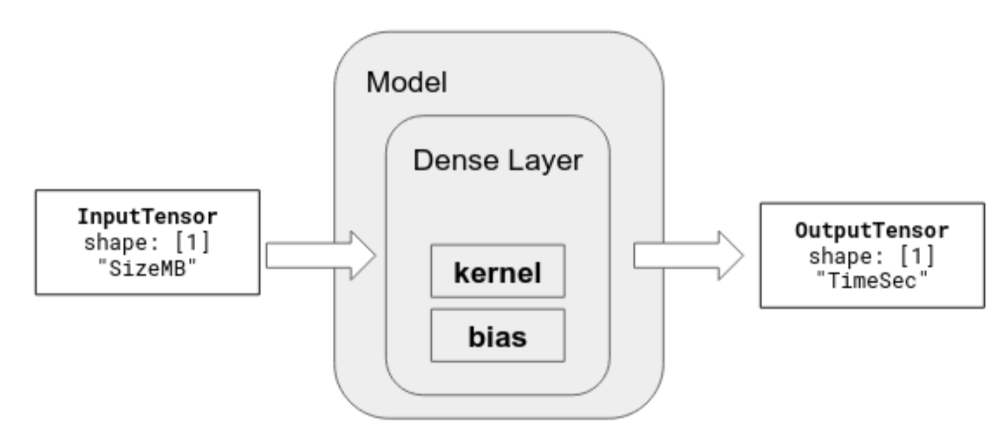 Model
Dense Layer
InputTensor
shape: [1]
"SizeMB"
kernel
bias
OutputTensor
shape: [1]
"TimeSec"